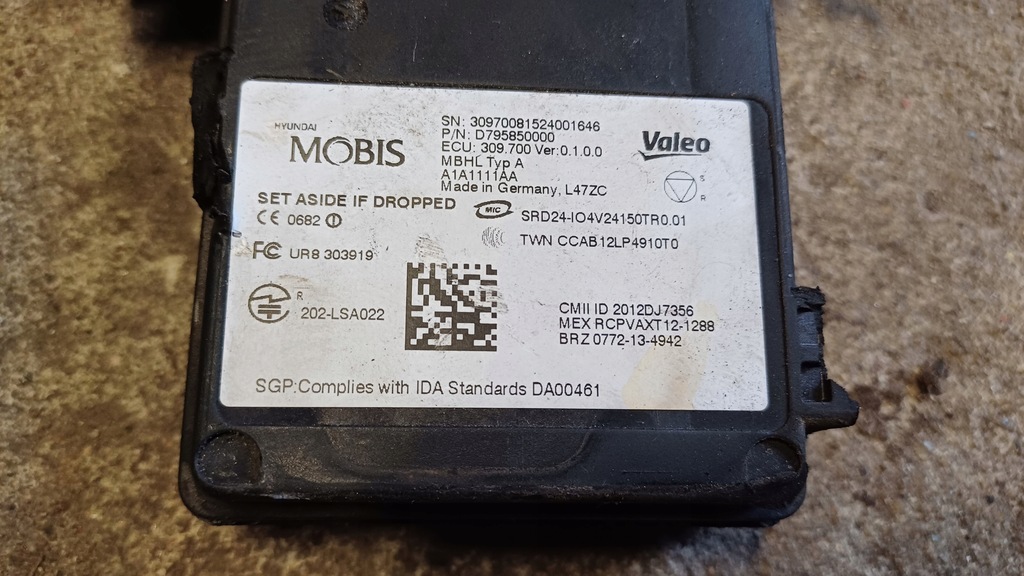 HYUNDAI
MOBIS
SN: 30970081524001646
P/N: D795850000
ECU: 309.700 Ver:0.1.0.0
MBHL Typ A
A1A1111AA
Made in Germany, L47ZC
Valeo
S
R
SET ASIDE IF DROPPED
CE 0682
MIC
SRD24-IO4V24150TR0.01
TWN CCAB12LP4910T0
FC UR8 303919
R
202-LSA022
CMII ID 2012DJ7356
MEX RCPVAXT12-1288
BRZ 0772-13-4942
SGP:Complies with IDA Standards DA00461